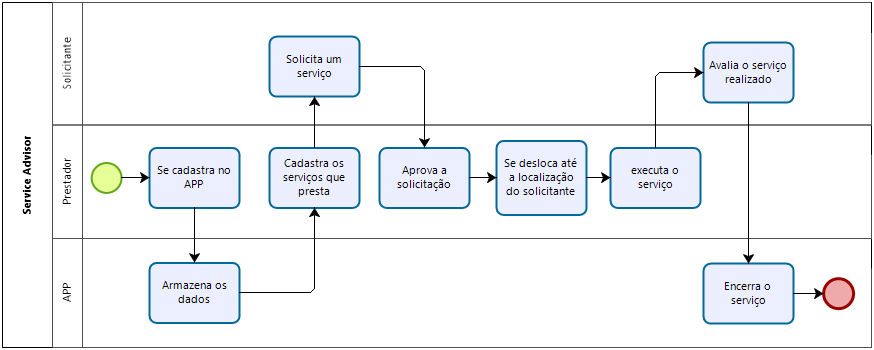 Service Advisor
Solicitante
Solicita um
serviço
Avalia o serviço
realizado
Prestador
Se cadastra no
APP
Cadastra os
serviços que
presta
Aprova a
solicitação
Se desloca até
a localização
do solicitante
executa o
serviço
APP
Armazena os
dados
Encerra o
serviço